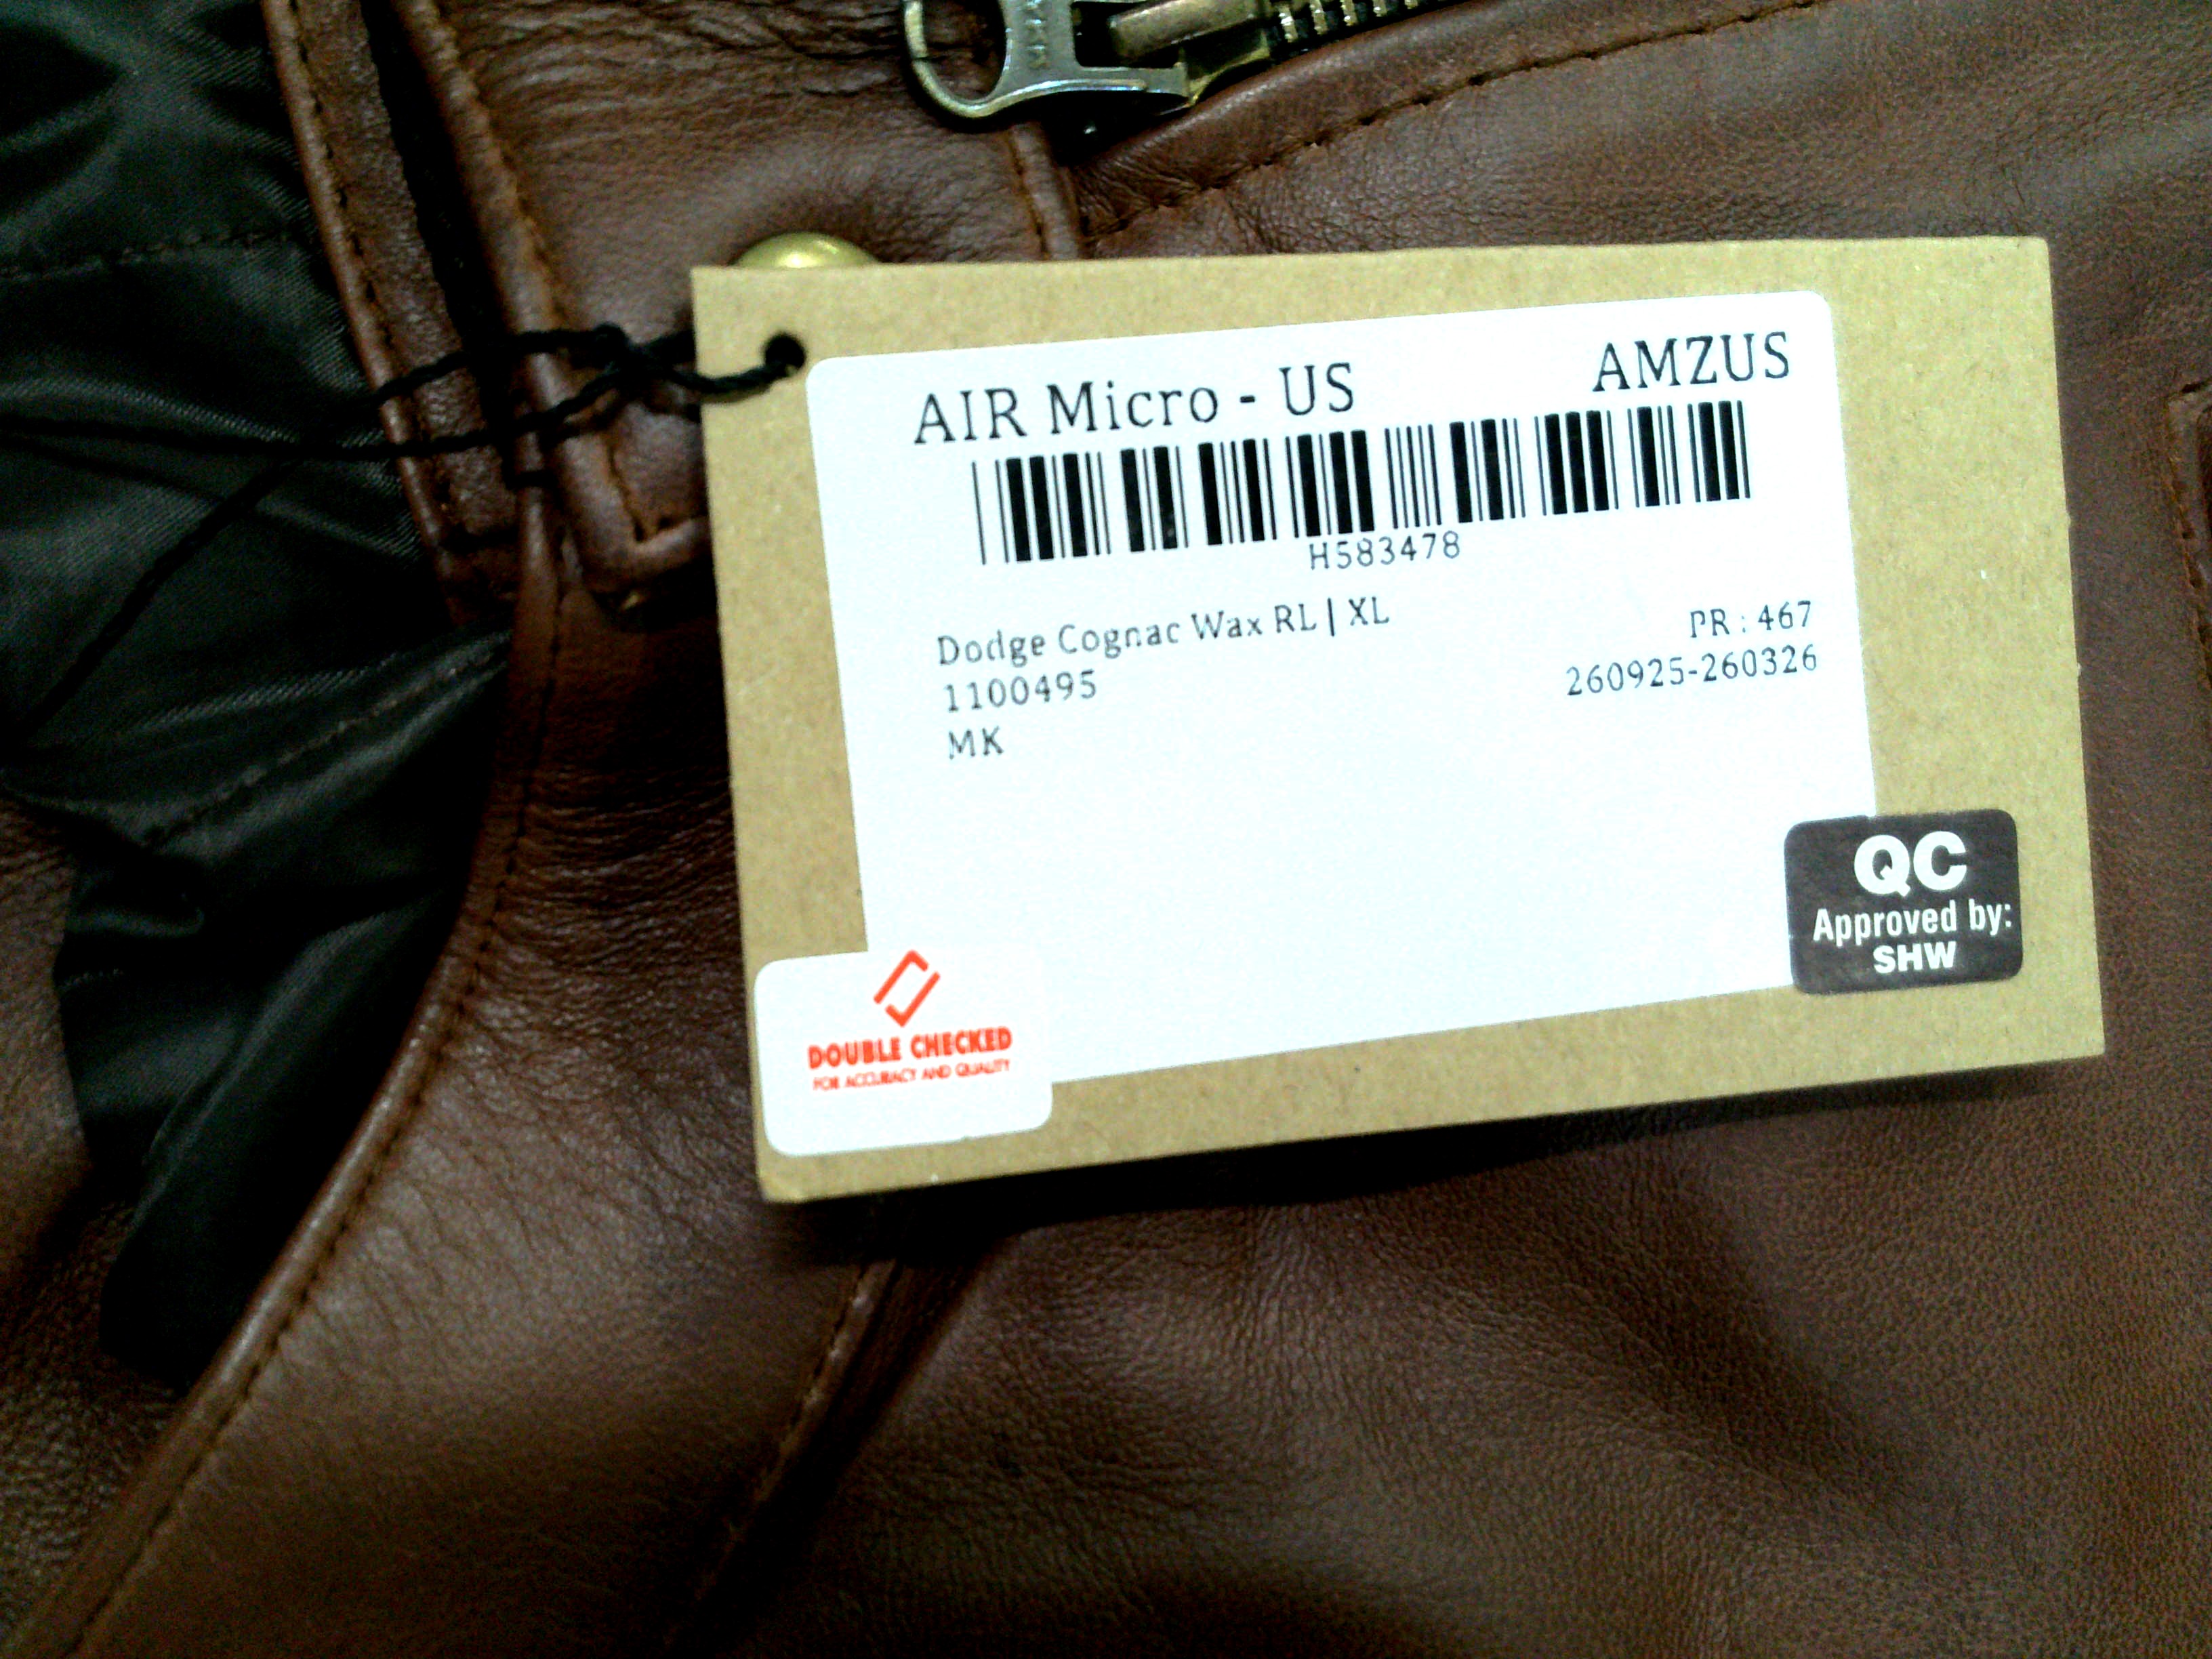 AIR Micro - US AMZUS
H583478
Dodge Cognac Wax RL | XL
PR : 467
1100495
260925-260326
MK
QC
Approved by:
SHW
DOUBLE CHECKED
FOR ACCURACY AND QUALITY